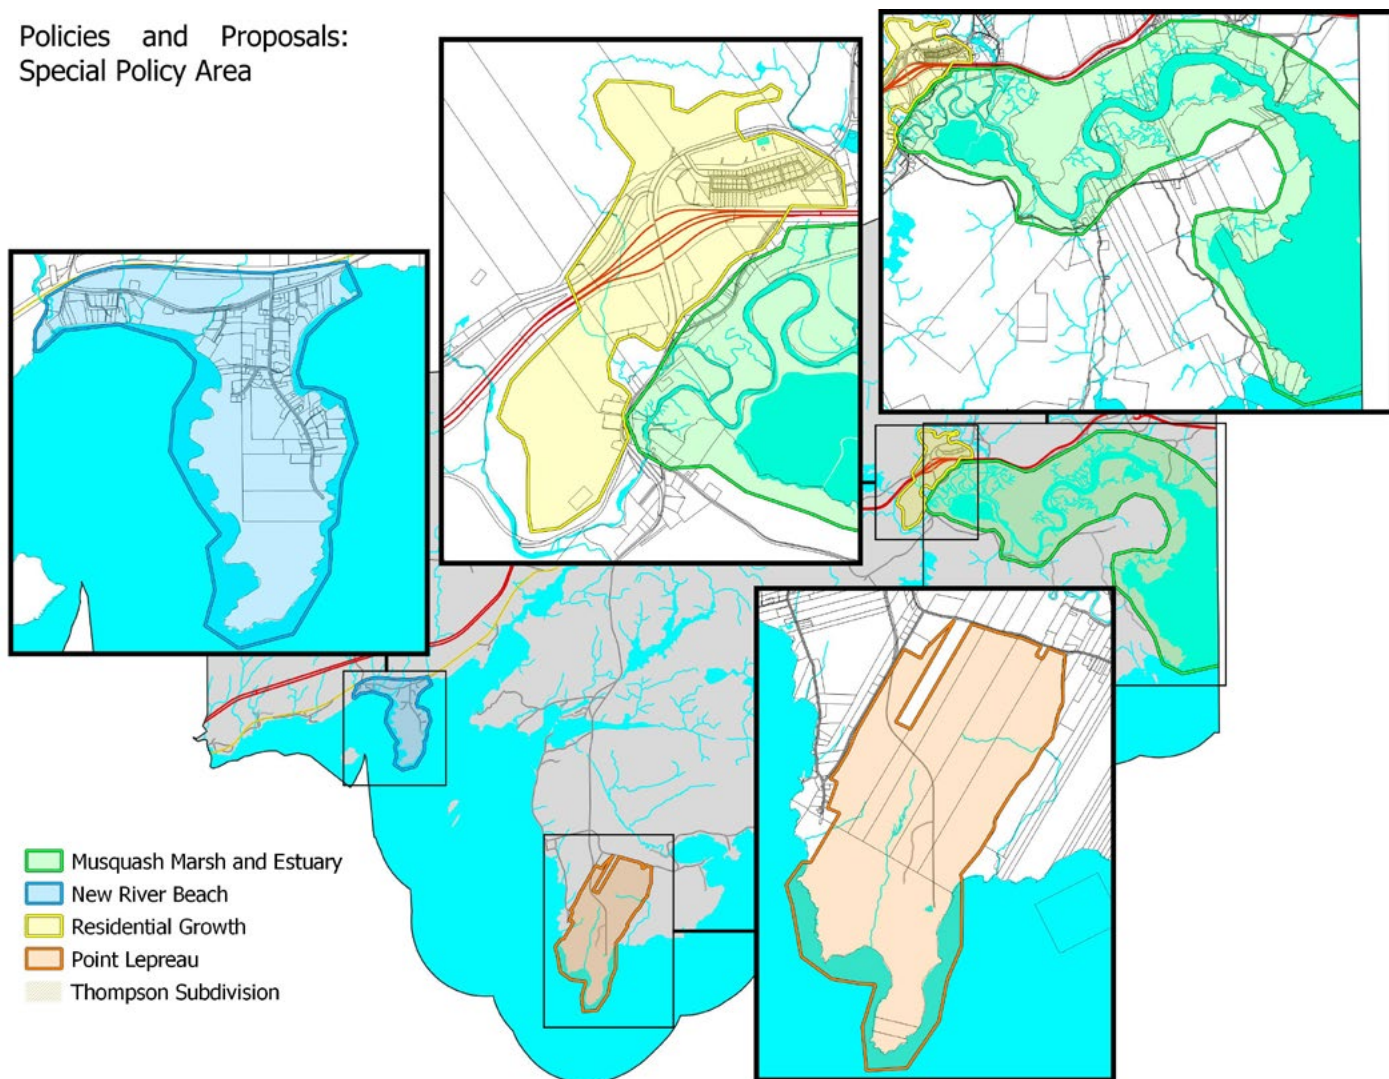 Policies and Proposals:
Special Policy Area
Musquash Marsh and Estuary
New River Beach
Residential Growth
Point Lepreau
Thompson Subdivision